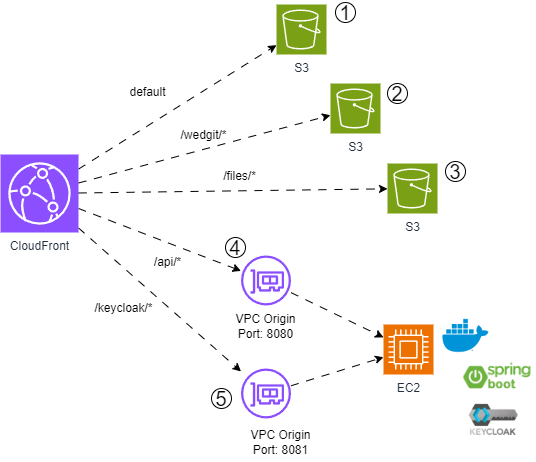 ①
S3
default
②
/wedgit/*
S3
/files/*
③
S3
CloudFront
④
/api/*
/keycloak/*
VPC Origin
Port: 8080
EC2
spring
boot
⑤
KEYCLOAK
VPC Origin
Port: 8081